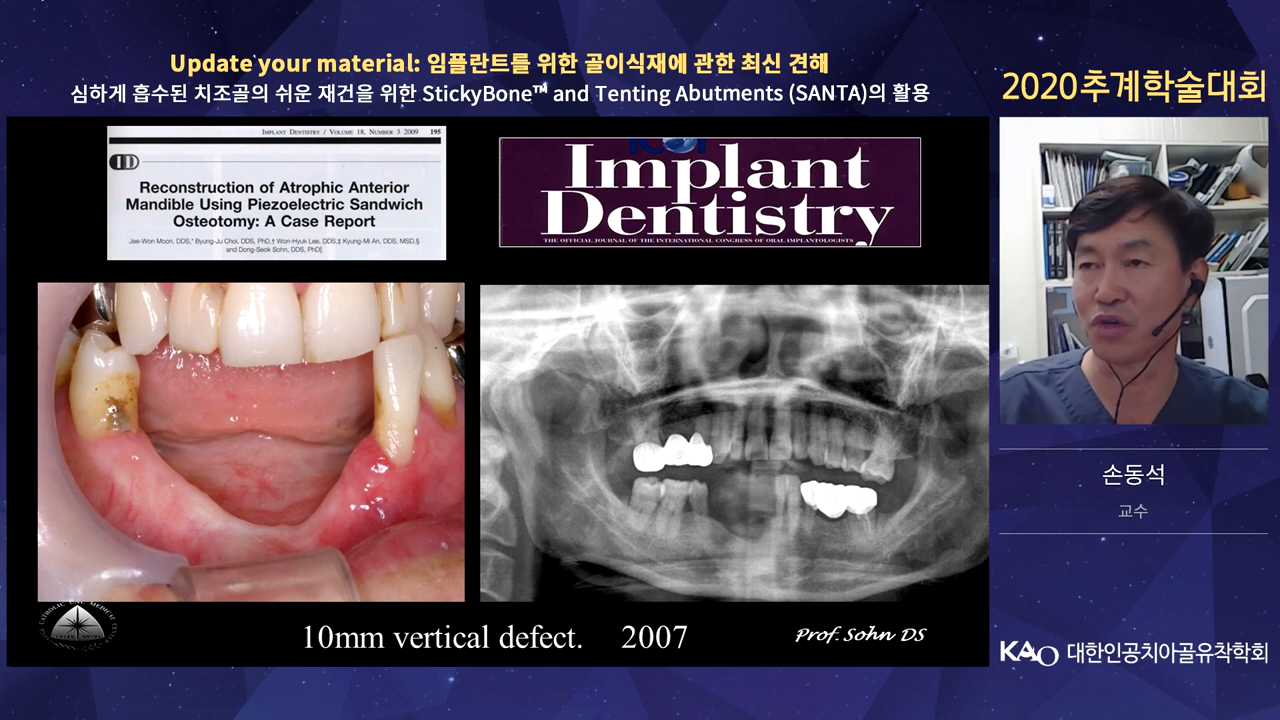 Update your material: 임플란트를 위한 골이식재에 관한 최신 견해
심하게 흡수된 치조골의 쉬운 재건을 위한 StickyBone™ and Tenting Abutments (SANTA)의 활용
2020추계학술대회
IMPLANT DENTISTRY / VOLUME 18, NUMBER 3 2009 195
ID
Reconstruction of Atrophic Anterior
Mandible Using Piezoelectric Sandwich
Osteotomy: A Case Report
Jee-Won Moon, DDS,* Byung-Ju Choi, DDS, PhD,† Won-Hyuk Lee, DDS,‡ Kyung-Mi An, DDS, MSD,§
and Dong-Seok Sohn, DDS, PhD∥
Implant
Dentistry
THE OFFICIAL JOURNAL OF THE INTERNATIONAL CONGRESS OF ORAL IMPLANTOLOGISTS
손동석
교수
10mm vertical defect. 2007
Prof. Sohn DS
KAO 대한인공치아골유착학회